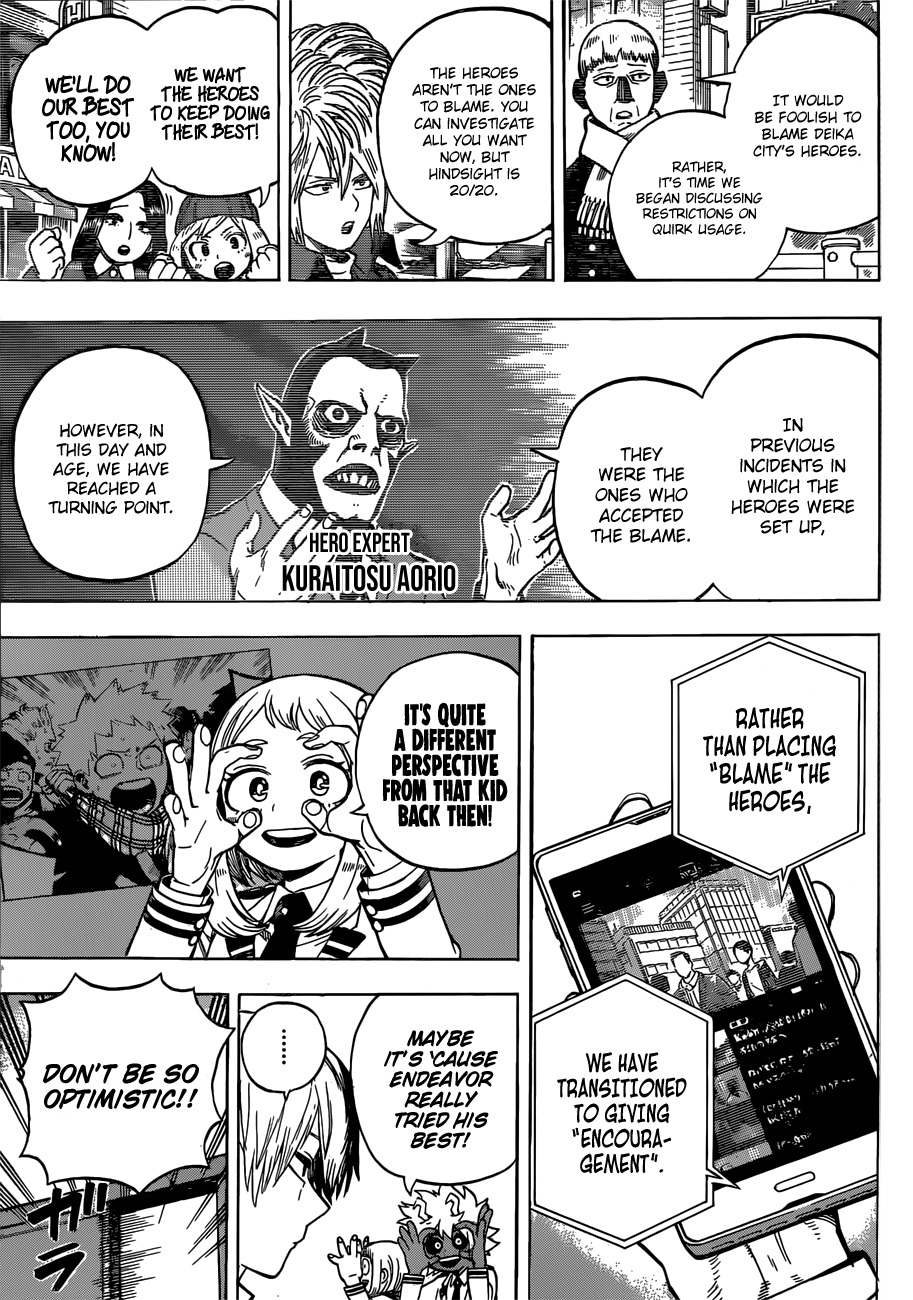 IT WOULD
BE FOOLISH TO
BLAME DEIKA
CITY'S HEROES.
RATHER,
IT'S TIME WE
BEGAN DISCUSSING
RESTRICTIONS ON
QUIRK USAGE.
THE HEROES
AREN'T THE ONES
TO BLAME. YOU
CAN INVESTIGATE
ALL YOU WANT
NOW, BUT
HINDSIGHT IS
20/20.
WE WANT
THE HEROES
TO KEEP DOING
THEIR BEST!
WE'LL DO
OUR BEST
TOO, YOU
KNOW!
IN
PREVIOUS
INCIDENTS IN
WHICH THE
HEROES WERE
SET UP,
THEY
WERE THE
ONES WHO
ACCEPTED
THE BLAME.
HERO EXPERT
KURAITOSU AORIO
HOWEVER, IN
THIS DAY AND
AGE, WE HAVE
REACHED A
TURNING POINT.
RATHER
THAN PLACING
"BLAME" THE
HEROES,
WE HAVE
TRANSITIONED
TO GIVING
"ENCOURA-
GEMENT".
IT'S QUITE
A DIFFERENT
PERSPECTIVE
FROM THAT KID
BACK THEN!
MAYBE
IT'S 'CAUSE
ENDEAVOR
REALLY
TRIED HIS
BEST!
......
DON'T BE SO
OPTIMISTIC!!
ガラ